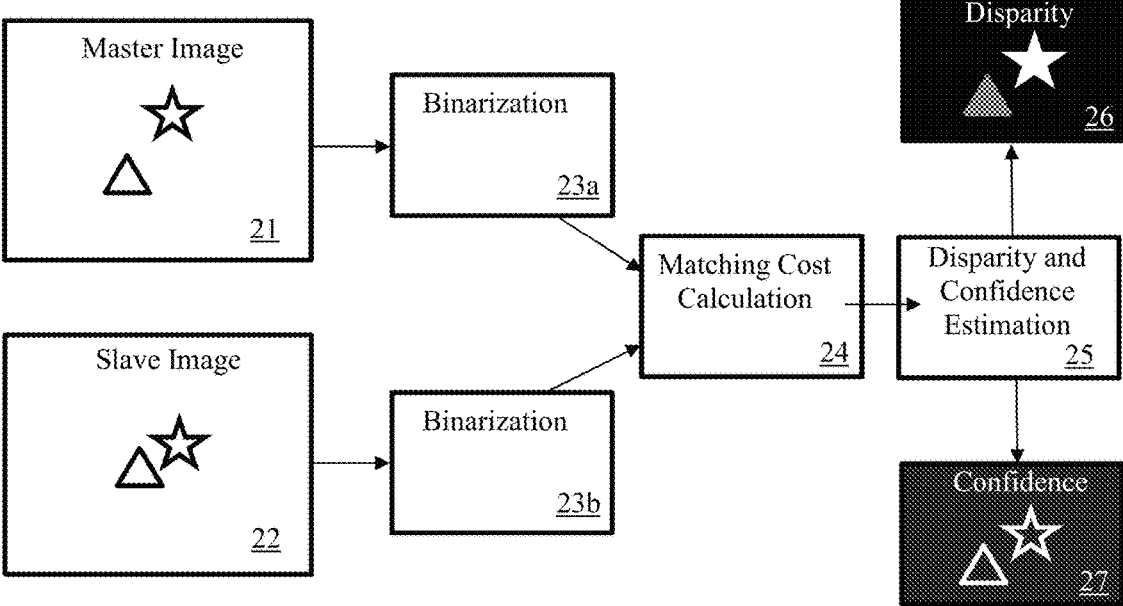 Master Image
21
Binarization
23a
Slave Image
22
Binarization
23b
Matching Cost
Calculation
24
Disparity and
Confidence
Estimation
25
Disparity
26
Confidence
27